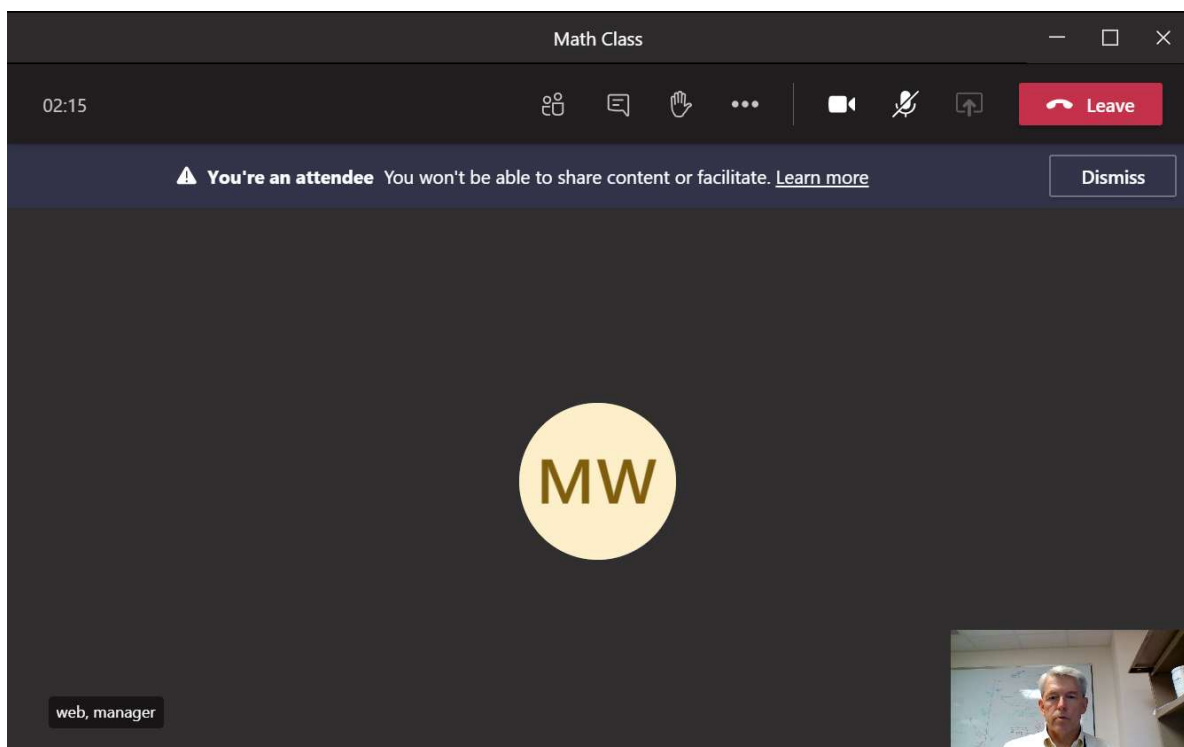 Math Class
02:15
Leave
You're an attendee You won't be able to share content or facilitate. Learn more
Dismiss
MW
web, manager